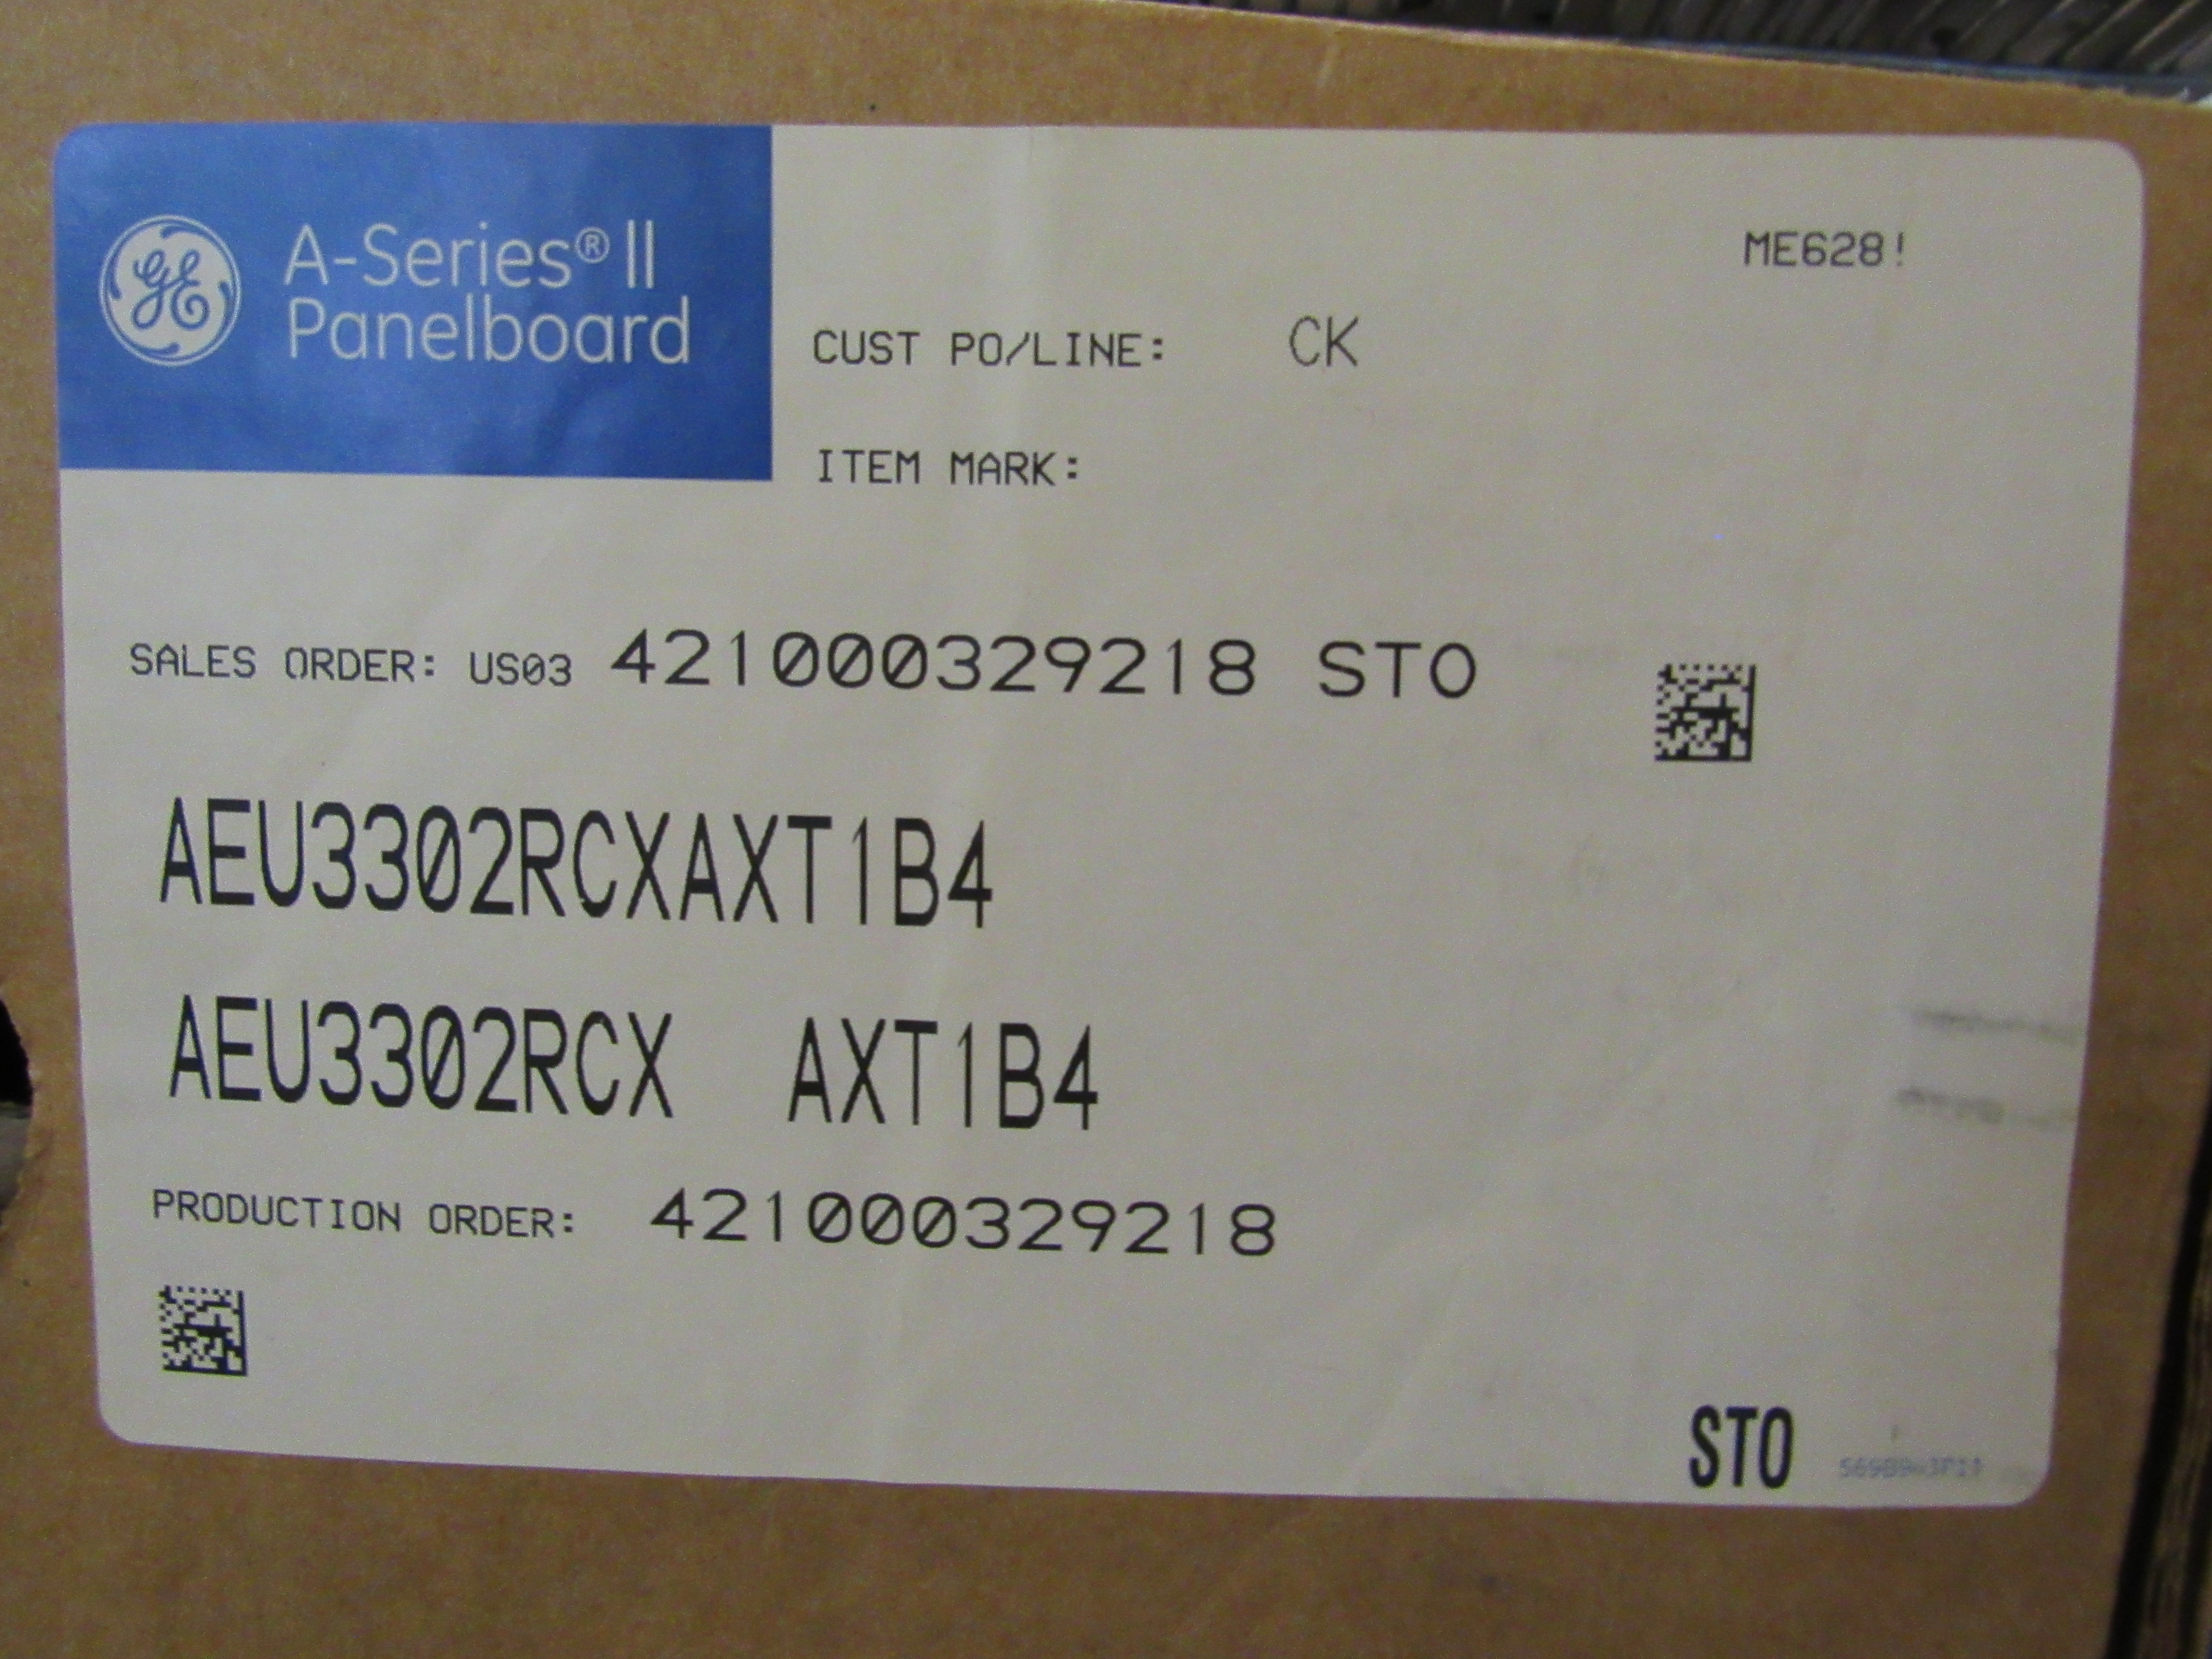 GE
A-Series® II
Panelboard
ME628!
CUST PO/LINE: CK
ITEM MARK:
SALES ORDER: US03 421000329218 STO
AEU3302RCXAXT1B4
AEU3302RCX AXT1B4
PRODUCTION ORDER: 421000329218
STO